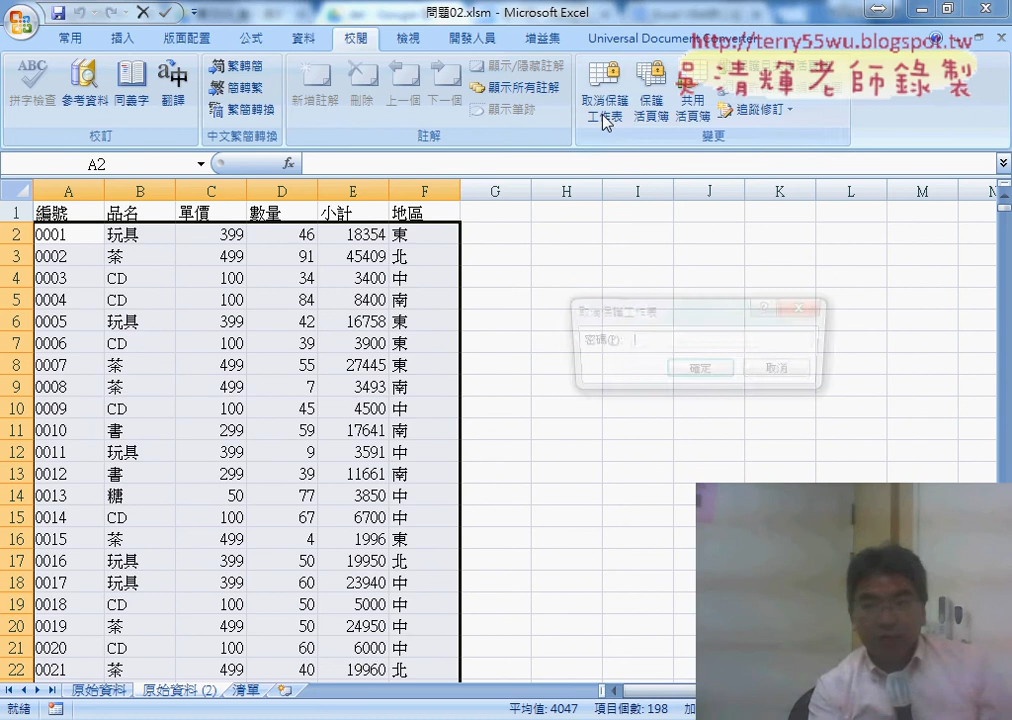 問題02.xlsm - Microsoft Excel
常用 插入 版面配置 公式 資料 校閱 檢視 開發人員 增益集 Universal Document Converter
http://terry55wu.blogspot.tw
吳清輝老師錄製
ABC
拼字檢查 參考資料 同義字 翻譯
繁轉簡
簡轉繁
繁簡轉換
新增註解 刪除 上一個 下一個
顯示/隱藏註解
顯示所有註解
顯示筆跡
取消保護工作表 保護活頁簿 共用活頁簿
追蹤修訂
校訂 中文繁簡轉換 註解 變更
A2 fx
A B C D E F G H I J K L M N
1 編號 品名 單價 數量 小計 地區
2 0001 玩具 399 46 18354 東
3 0002 茶 499 91 45409 北
4 0003 CD 100 34 3400 中
5 0004 CD 100 84 8400 南
6 0005 玩具 399 42 16758 東
7 0006 CD 100 39 3900 東
8 0007 茶 499 55 27445 東
9 0008 茶 499 7 3493 南
10 0009 CD 100 45 4500 中
11 0010 書 299 59 17641 南
12 0011 玩具 399 9 3591 中
13 0012 書 299 39 11661 南
14 0013 糖 50 77 3850 中
15 0014 CD 100 67 6700 中
16 0015 茶 499 4 1996 東
17 0016 玩具 399 50 19950 北
18 0017 玩具 399 60 23940 中
19 0018 CD 100 50 5000 中
20 0019 茶 499 50 24950 中
21 0020 CD 100 60 6000 中
22 0021 茶 499 40 19960 北
取消保護工作表
密碼(P):
確定 取消
原始資料 原始資料 (2) 清單
就緒 平均值: 4047 項目個數: 198 加